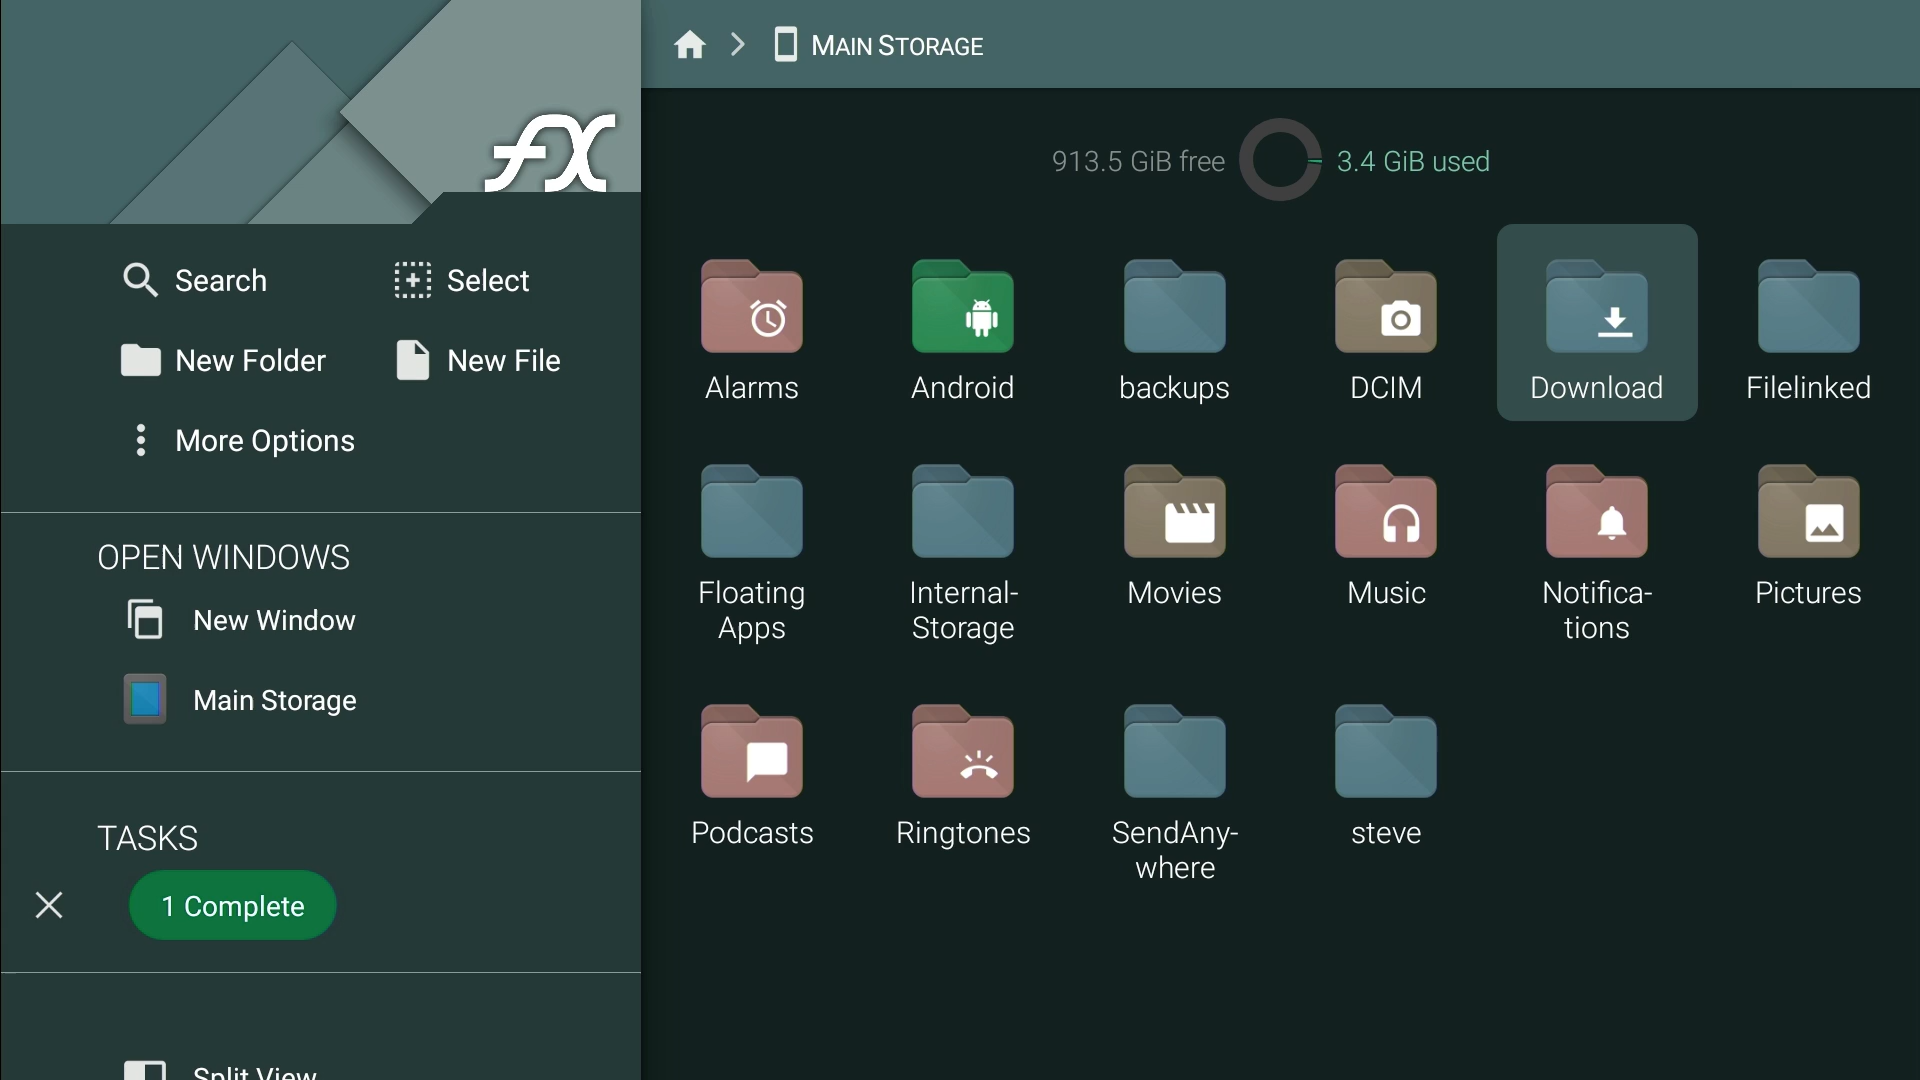 fX
MAIN STORAGE
913.5 GiB free
3.4 GiB used
Search
Select
New Folder
New File
More Options
OPEN WINDOWS
New Window
Main Storage
TASKS
1 Complete
Split View
Alarms
Android
backups
DCIM
Download
Filelinked
Floating
Apps
Internal-
Storage
Movies
Music
Notifica-
tions
Pictures
Podcasts
Ringtones
SendAny-
where
steve